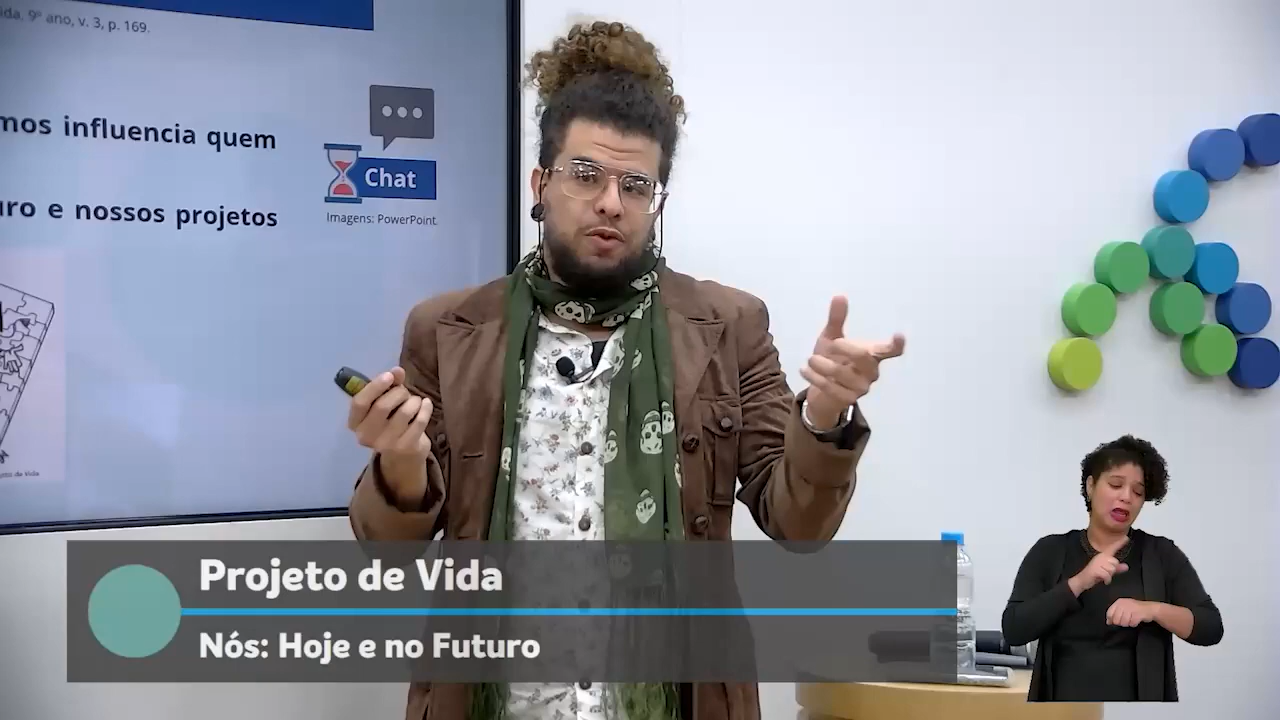 ida, 9º ano, v. 3, p. 169.
mos influencia quem
Chat
uro e nossos projetos
Imagens: PowerPoint
Projeto de Vida
Nós: Hoje e no Futuro